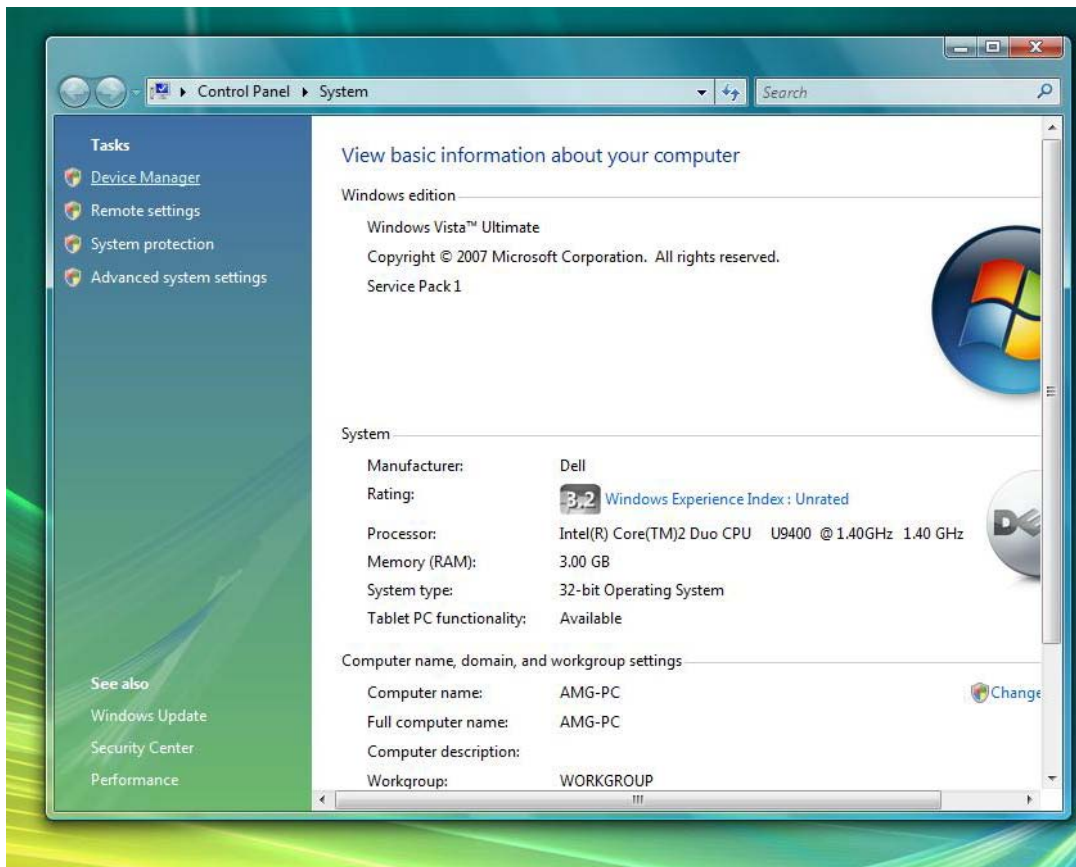 Control Panel System
Search
Tasks
Device Manager
Remote settings
System protection
Advanced system settings
See also
Windows Update
Security Center
Performance
View basic information about your computer
Windows edition
Windows Vista™ Ultimate
Copyright © 2007 Microsoft Corporation. All rights reserved.
Service Pack 1
System
Manufacturer: Dell
Rating: 3.2 Windows Experience Index : Unrated
Processor: Intel(R) Core(TM)2 Duo CPU U9400 @ 1.40GHz 1.40 GHz
Memory (RAM): 3.00 GB
System type: 32-bit Operating System
Tablet PC functionality: Available
Computer name, domain, and workgroup settings
Computer name: AMG-PC
Change
Full computer name: AMG-PC
Computer description:
Workgroup: WORKGROUP